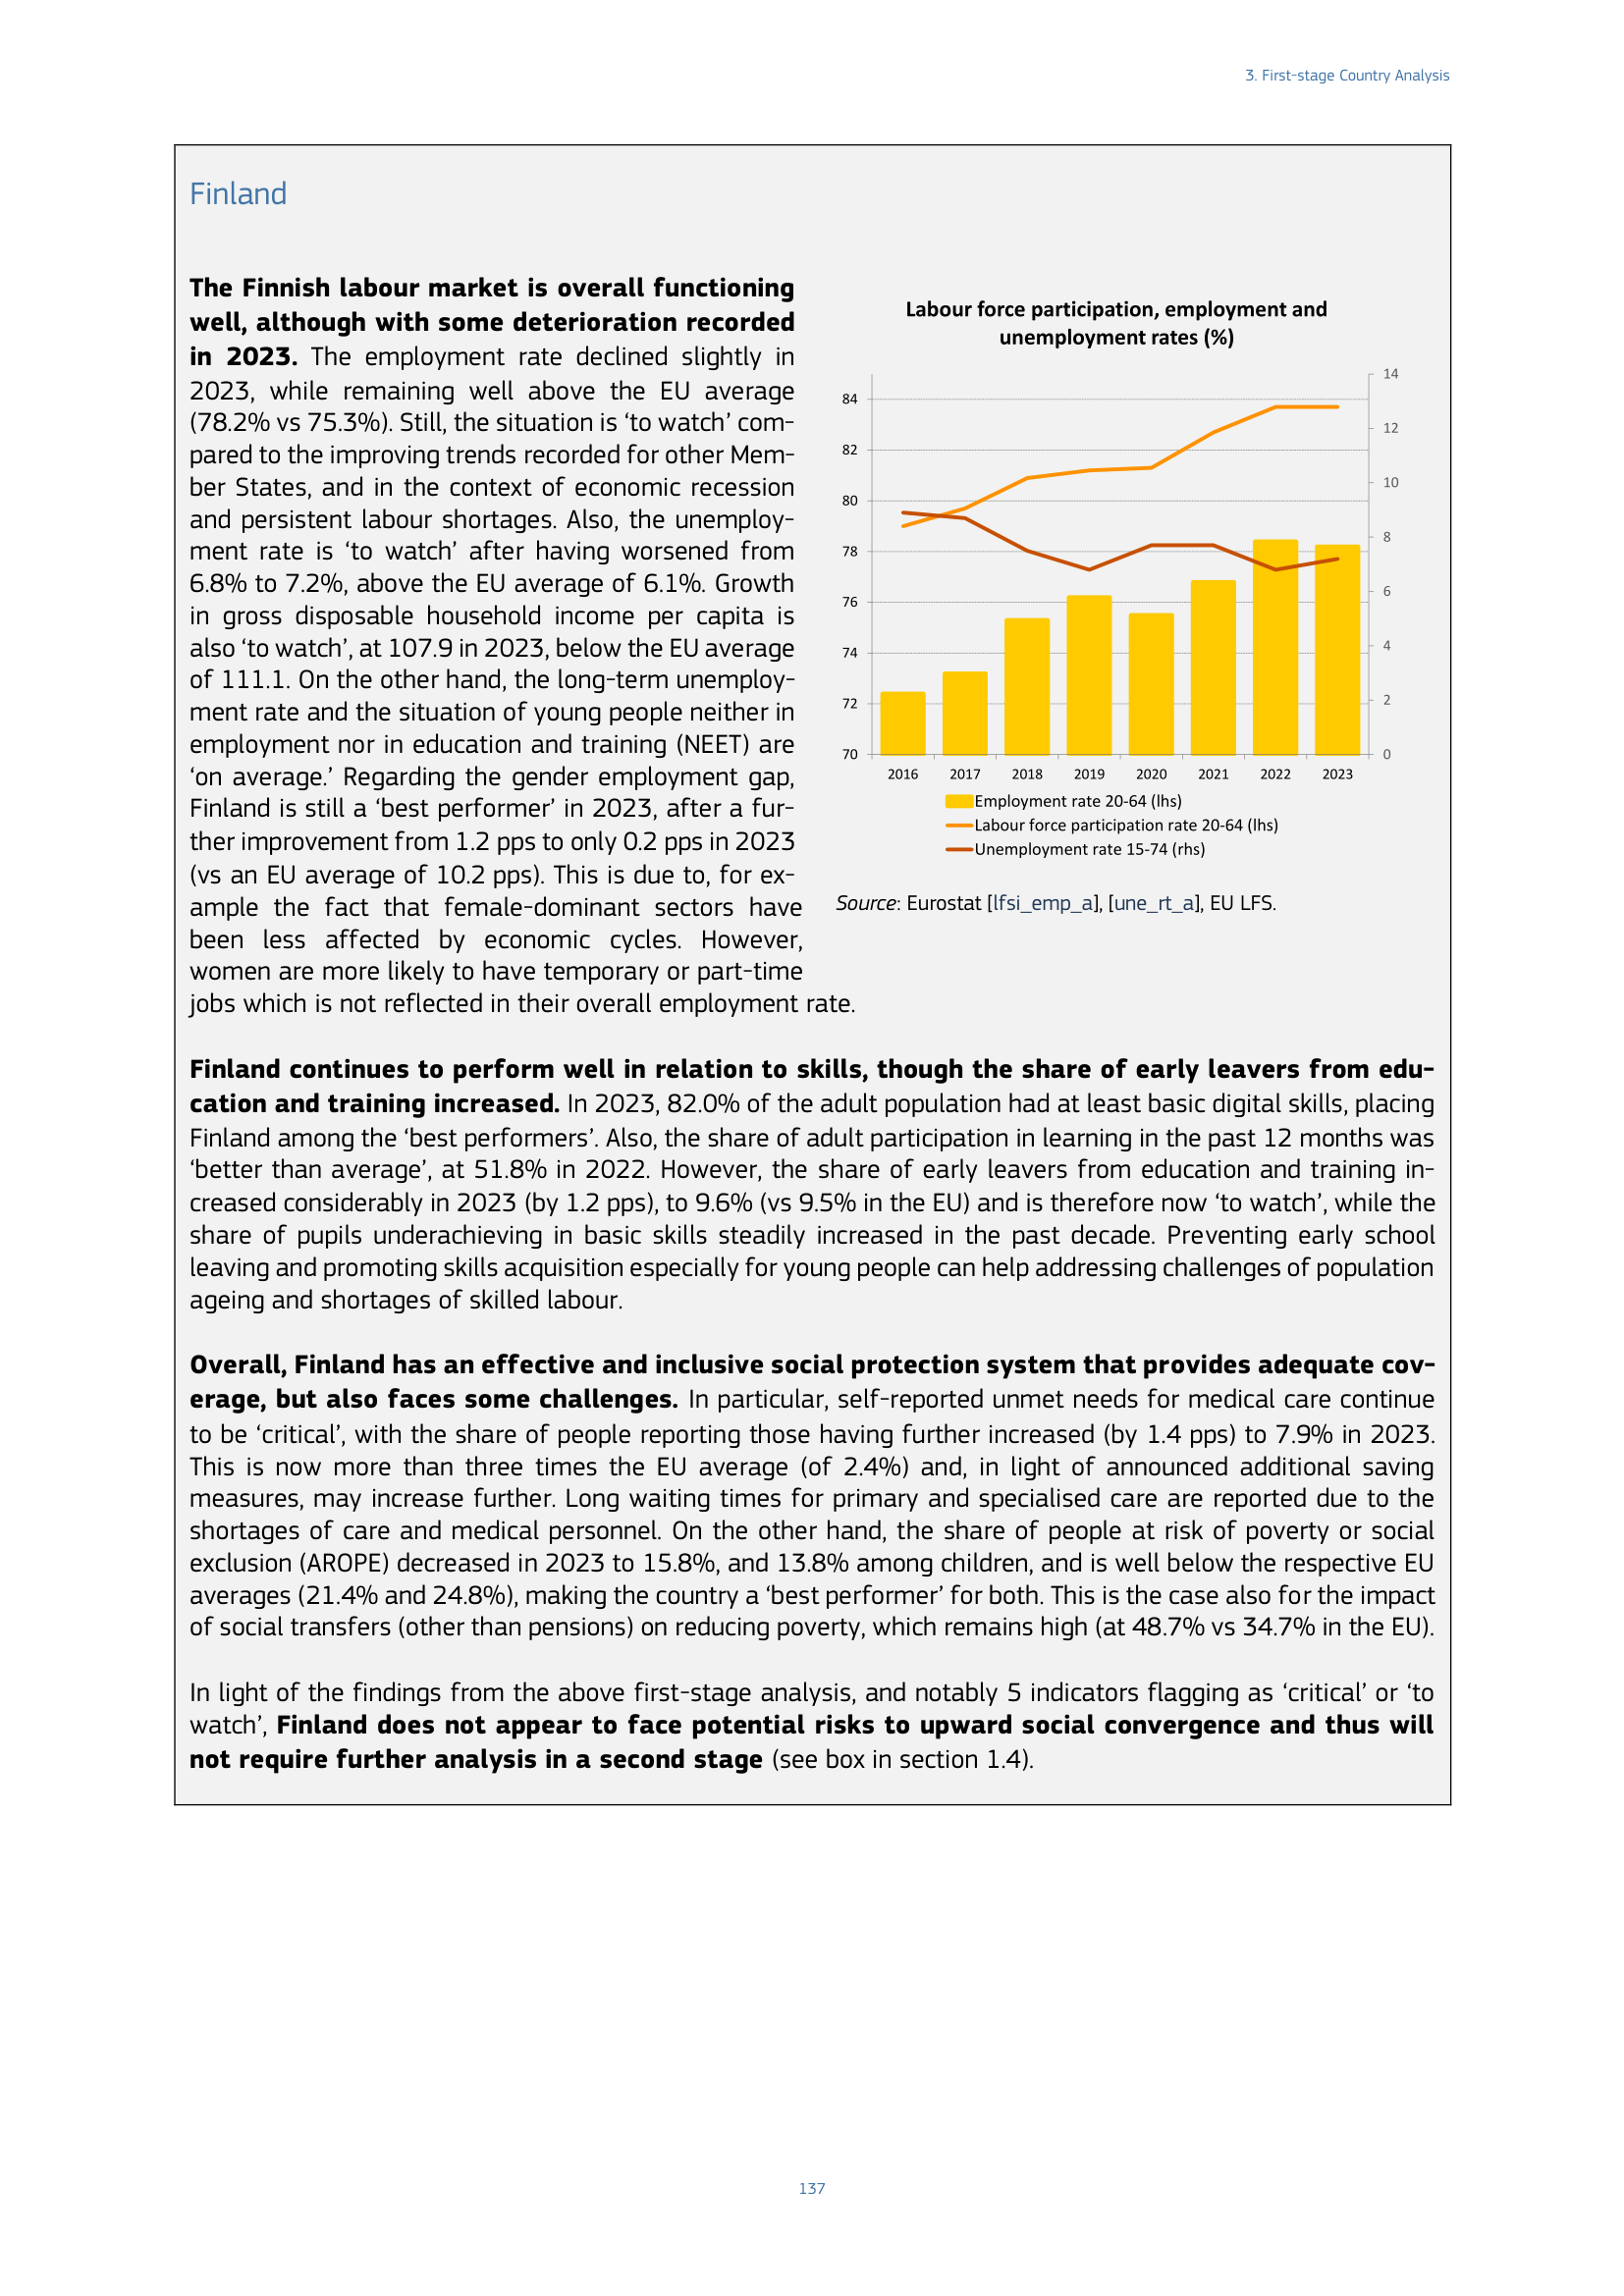 3. First-stage Country Analysis
Finland
The Finnish labour market is overall functioning
well, although with some deterioration recorded
in 2023. The employment rate declined slightly in
2023, while remaining well above the EU average
(78.2% vs 75.3%). Still, the situation is ‘to watch’ com-
pared to the improving trends recorded for other Mem-
ber States, and in the context of economic recession
and persistent labour shortages. Also, the unemploy-
ment rate is ‘to watch’ after having worsened from
6.8% to 7.2%, above the EU average of 6.1%. Growth
in gross disposable household income per capita is
also ‘to watch’, at 107.9 in 2023, below the EU average
of 111.1. On the other hand, the long-term unemploy-
ment rate and the situation of young people neither in
employment nor in education and training (NEET) are
‘on average.’ Regarding the gender employment gap,
Finland is still a ‘best performer’ in 2023, after a fur-
ther improvement from 1.2 pps to only 0.2 pps in 2023
(vs an EU average of 10.2 pps). This is due to, for ex-
ample the fact that female-dominant sectors have
been less affected by economic cycles. However,
women are more likely to have temporary or part-time
jobs which is not reflected in their overall employment rate.
Labour force participation, employment and
unemployment rates (%)
84
82
80
78
76
74
72
70
14
12
10
8
6
4
2
0
2016 2017 2018 2019 2020 2021 2022 2023
Employment rate 20-64 (lhs)
Labour force participation rate 20-64 (lhs)
Unemployment rate 15-74 (rhs)
Source: Eurostat [lfsi_emp_a], [une_rt_a], EU LFS.
Finland continues to perform well in relation to skills, though the share of early leavers from edu-
cation and training increased. In 2023, 82.0% of the adult population had at least basic digital skills, placing
Finland among the ‘best performers’. Also, the share of adult participation in learning in the past 12 months was
‘better than average’, at 51.8% in 2022. However, the share of early leavers from education and training in-
creased considerably in 2023 (by 1.2 pps), to 9.6% (vs 9.5% in the EU) and is therefore now ‘to watch’, while the
share of pupils underachieving in basic skills steadily increased in the past decade. Preventing early school
leaving and promoting skills acquisition especially for young people can help addressing challenges of population
ageing and shortages of skilled labour.
Overall, Finland has an effective and inclusive social protection system that provides adequate cov-
erage, but also faces some challenges. In particular, self-reported unmet needs for medical care continue
to be ‘critical’, with the share of people reporting those having further increased (by 1.4 pps) to 7.9% in 2023.
This is now more than three times the EU average (of 2.4%) and, in light of announced additional saving
measures, may increase further. Long waiting times for primary and specialised care are reported due to the
shortages of care and medical personnel. On the other hand, the share of people at risk of poverty or social
exclusion (AROPE) decreased in 2023 to 15.8%, and 13.8% among children, and is well below the respective EU
averages (21.4% and 24.8%), making the country a ‘best performer’ for both. This is the case also for the impact
of social transfers (other than pensions) on reducing poverty, which remains high (at 48.7% vs 34.7% in the EU).
In light of the findings from the above first-stage analysis, and notably 5 indicators flagging as ‘critical’ or ‘to
watch’, Finland does not appear to face potential risks to upward social convergence and thus will
not require further analysis in a second stage (see box in section 1.4).
137